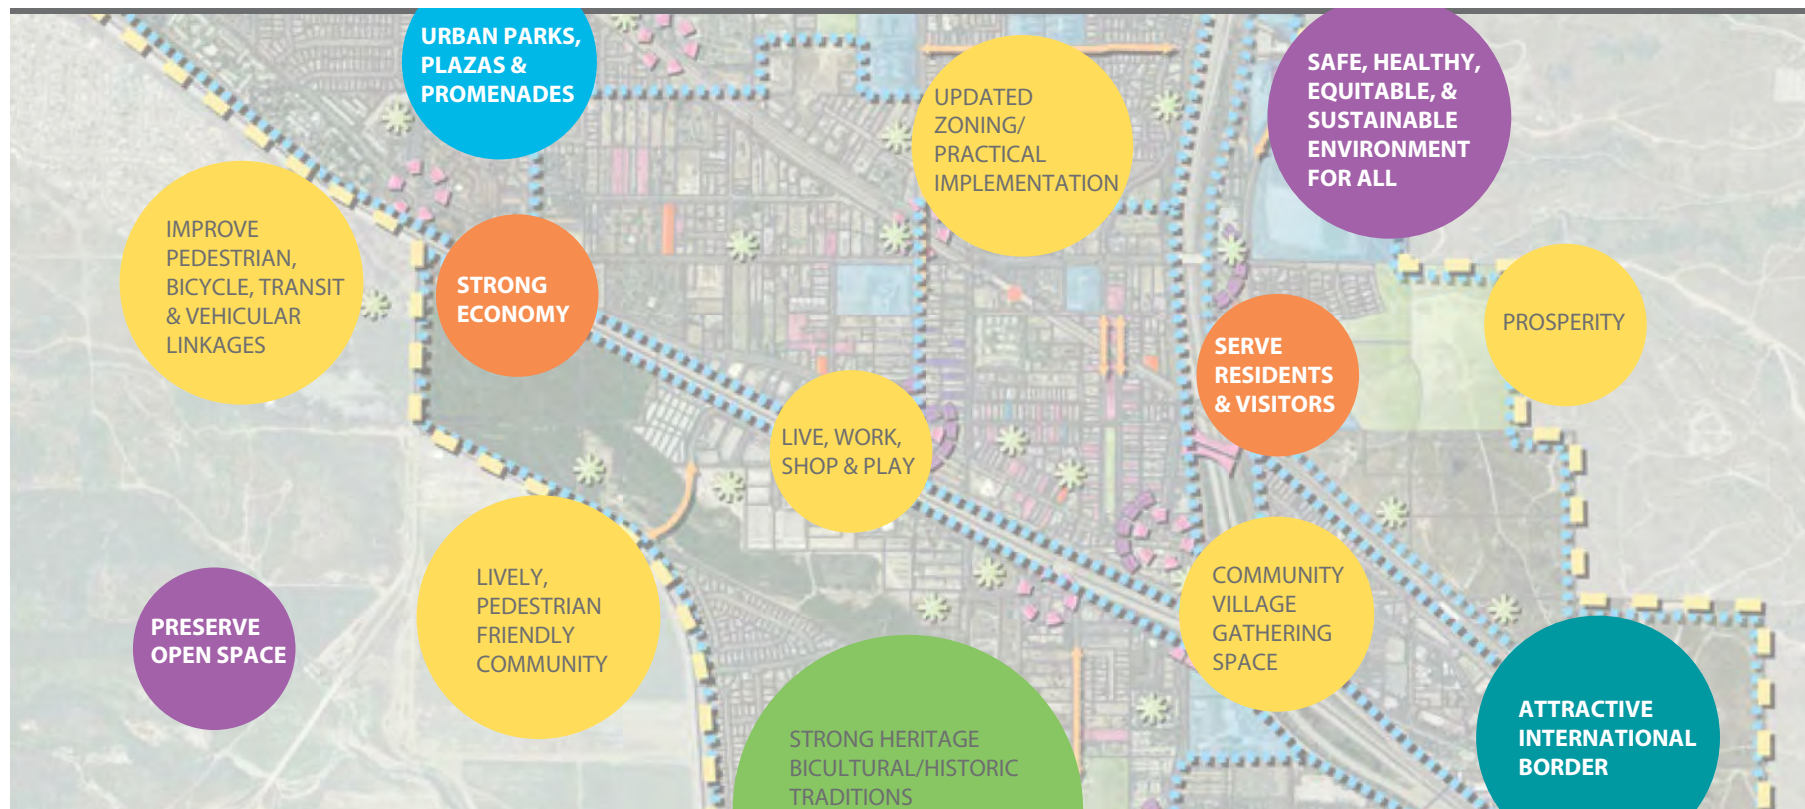 URBAN PARKS,
PLAZAS &
PROMENADES
UPDATED
ZONING/
PRACTICAL
IMPLEMENTATION
SAFE, HEALTHY,
EQUITABLE, &
SUSTAINABLE
ENVIRONMENT
FOR ALL
IMPROVE
PEDESTRIAN,
BICYCLE, TRANSIT
& VEHICULAR
LINKAGES
STRONG
ECONOMY
SERVE
RESIDENTS
& VISITORS
PROSPERITY
LIVE, WORK,
SHOP & PLAY
PRESERVE
OPEN SPACE
LIVELY,
PEDESTRIAN
FRIENDLY
COMMUNITY
COMMUNITY
VILLAGE
GATHERING
SPACE
STRONG HERITAGE
BICULTURAL/HISTORIC
TRADITIONS
ATTRACTIVE
INTERNATIONAL
BORDER